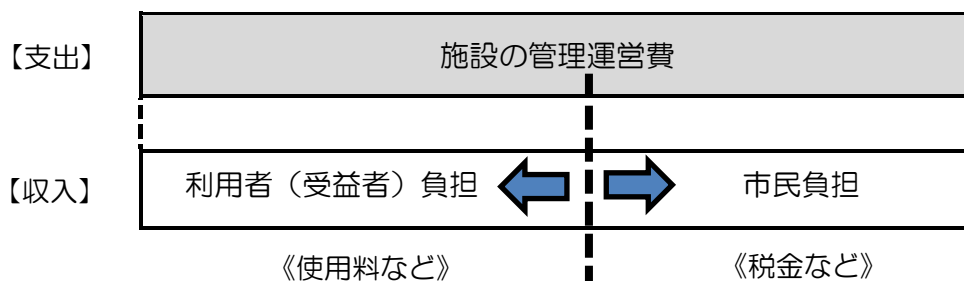 【支出】 施設の管理運営費
【収入】 利用者（受益者）負担 市民負担
《使用料など》 《税金など》